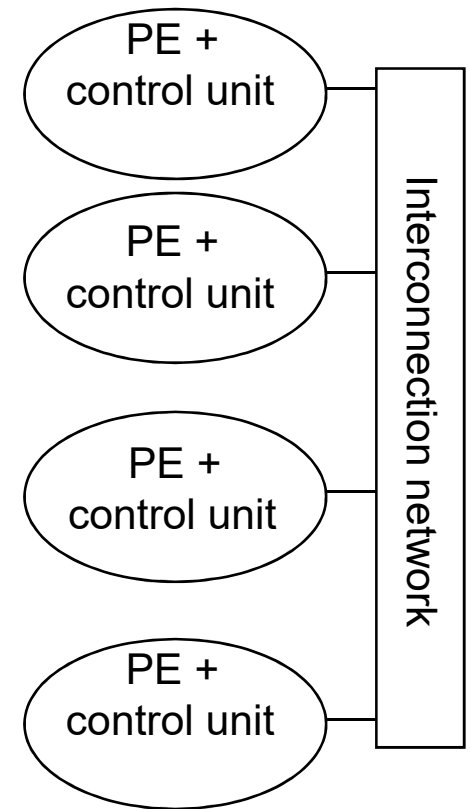 PE +
control unit
PE +
control unit
PE +
control unit
PE +
control unit
Interconnection network